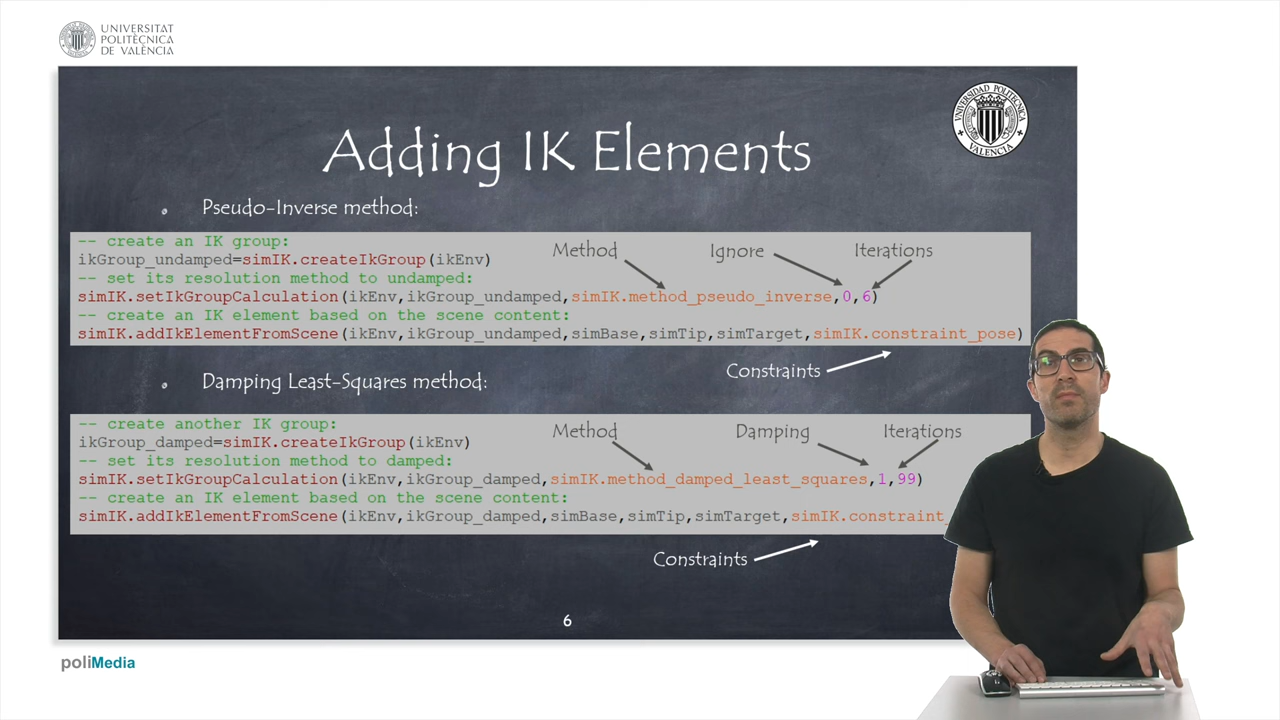 UNIVERSITAT
POLITÈCNICA
DE VALÈNCIA
UNIVERSIDAD POLITECNICA
VALENCIA
Adding IK Elements
Pseudo-Inverse method:
-- create an IK group:
Method Ignore Iterations
ikGroup_undamped=simIK.createIkGroup(ikEnv)
-- set its resolution method to undamped:
simIK.setIkGroupCalculation(ikEnv,ikGroup_undamped,simIK.method_pseudo_inverse,0,6)
-- create an IK element based on the scene content:
simIK.addIkElementFromScene(ikEnv,ikGroup_undamped,simBase,simTip,simTarget,simIK.constraint_pose)
Constraints
Damping Least-Squares method:
-- create another IK group:
Method Damping Iterations
ikGroup_damped=simIK.createIkGroup(ikEnv)
-- set its resolution method to damped:
simIK.setIkGroupCalculation(ikEnv,ikGroup_damped,simIK.method_damped_least_squares,1,99)
-- create an IK element based on the scene content:
simIK.addIkElementFromScene(ikEnv,ikGroup_damped,simBase,simTip,simTarget,simIK.constraint_
Constraints
6
poliMedia